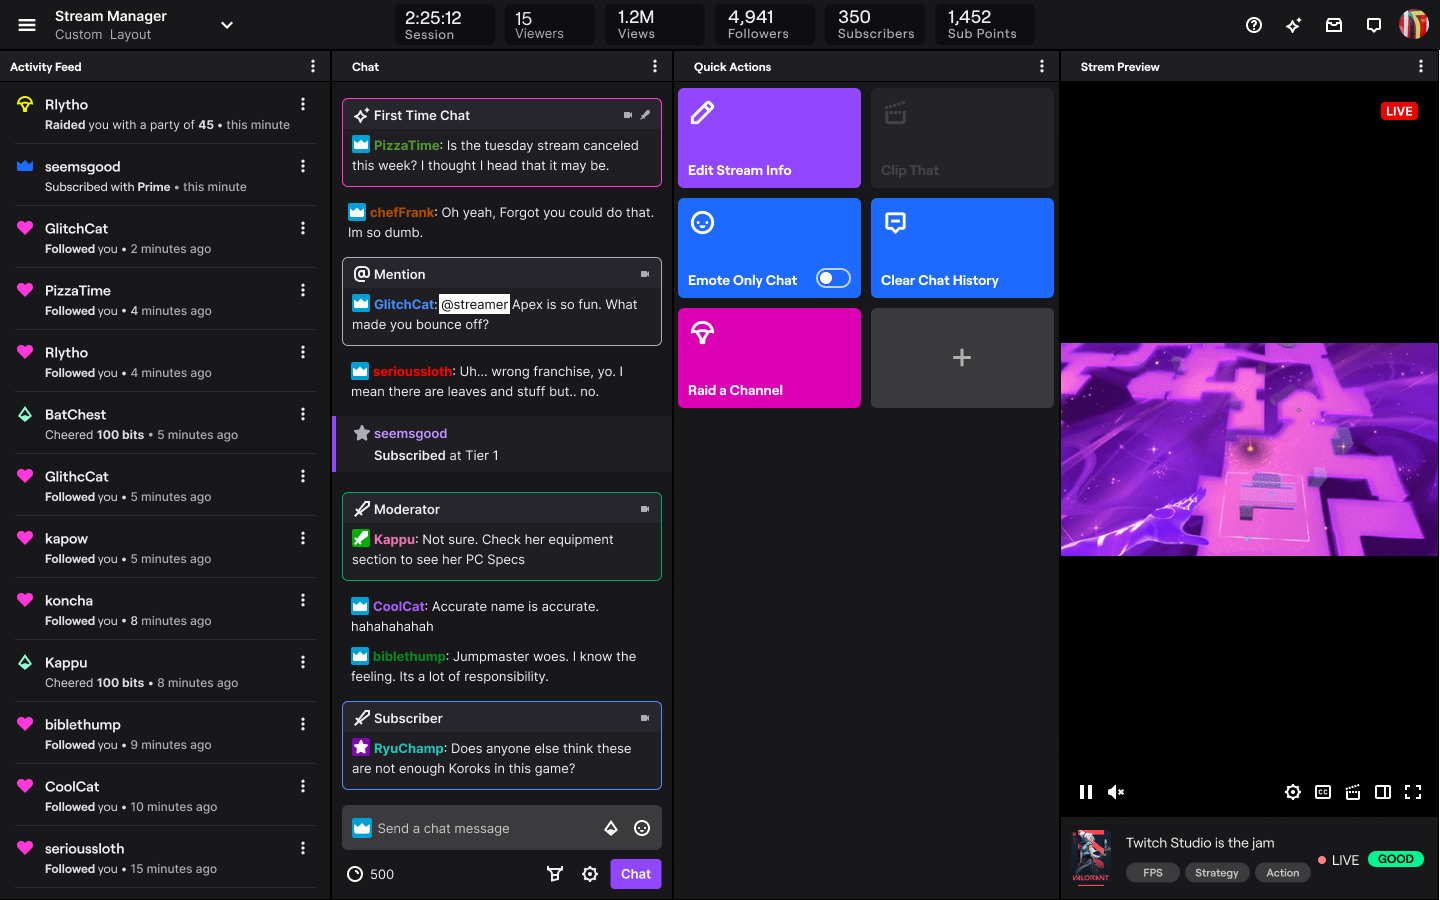 Stream Manager
Custom Layout
2:25:12
Session
15
Viewers
1.2M
Views
4,941
Followers
350
Subscribers
1,452
Sub Points
Activity Feed
Rlytho
Raided you with a party of 45 • this minute
seemsgood
Subscribed with Prime • this minute
GlitchCat
Followed you • 2 minutes ago
PizzaTime
Followed you • 4 minutes ago
Rlytho
Followed you • 4 minutes ago
BatChest
Cheered 100 bits • 5 minutes ago
GlithcCat
Followed you • 5 minutes ago
kapow
Followed you • 5 minutes ago
koncha
Followed you • 8 minutes ago
Kappu
Cheered 100 bits • 8 minutes ago
biblethump
Followed you • 9 minutes ago
CoolCat
Followed you • 10 minutes ago
serioussloth
Followed you • 15 minutes ago
Chat
First Time Chat
PizzaTime: Is the tuesday stream canceled
this week? I thought I head that it may be.
chefFrank: Oh yeah, Forgot you could do that.
Im so dumb.
Mention
GlitchCat: @streamer Apex is so fun. What
made you bounce off?
serioussloth: Uh... wrong franchise, yo. I
mean there are leaves and stuff but.. no.
seemsgood
Subscribed at Tier 1
Moderator
Kappu: Not sure. Check her equipment
section to see her PC Specs
CoolCat: Accurate name is accurate.
hahahahahah
biblethump: Jumpmaster woes. I know the
feeling. Its a lot of responsibility.
Subscriber
RyuChamp: Does anyone else think these
are not enough Koroks in this game?
Send a chat message
500
Chat
Quick Actions
Edit Stream Info
Clip That
Emote Only Chat
Clear Chat History
Raid a Channel
Strem Preview
LIVE
CC
VALORANT
Twitch Studio is the jam
FPS Strategy Action
LIVE GOOD